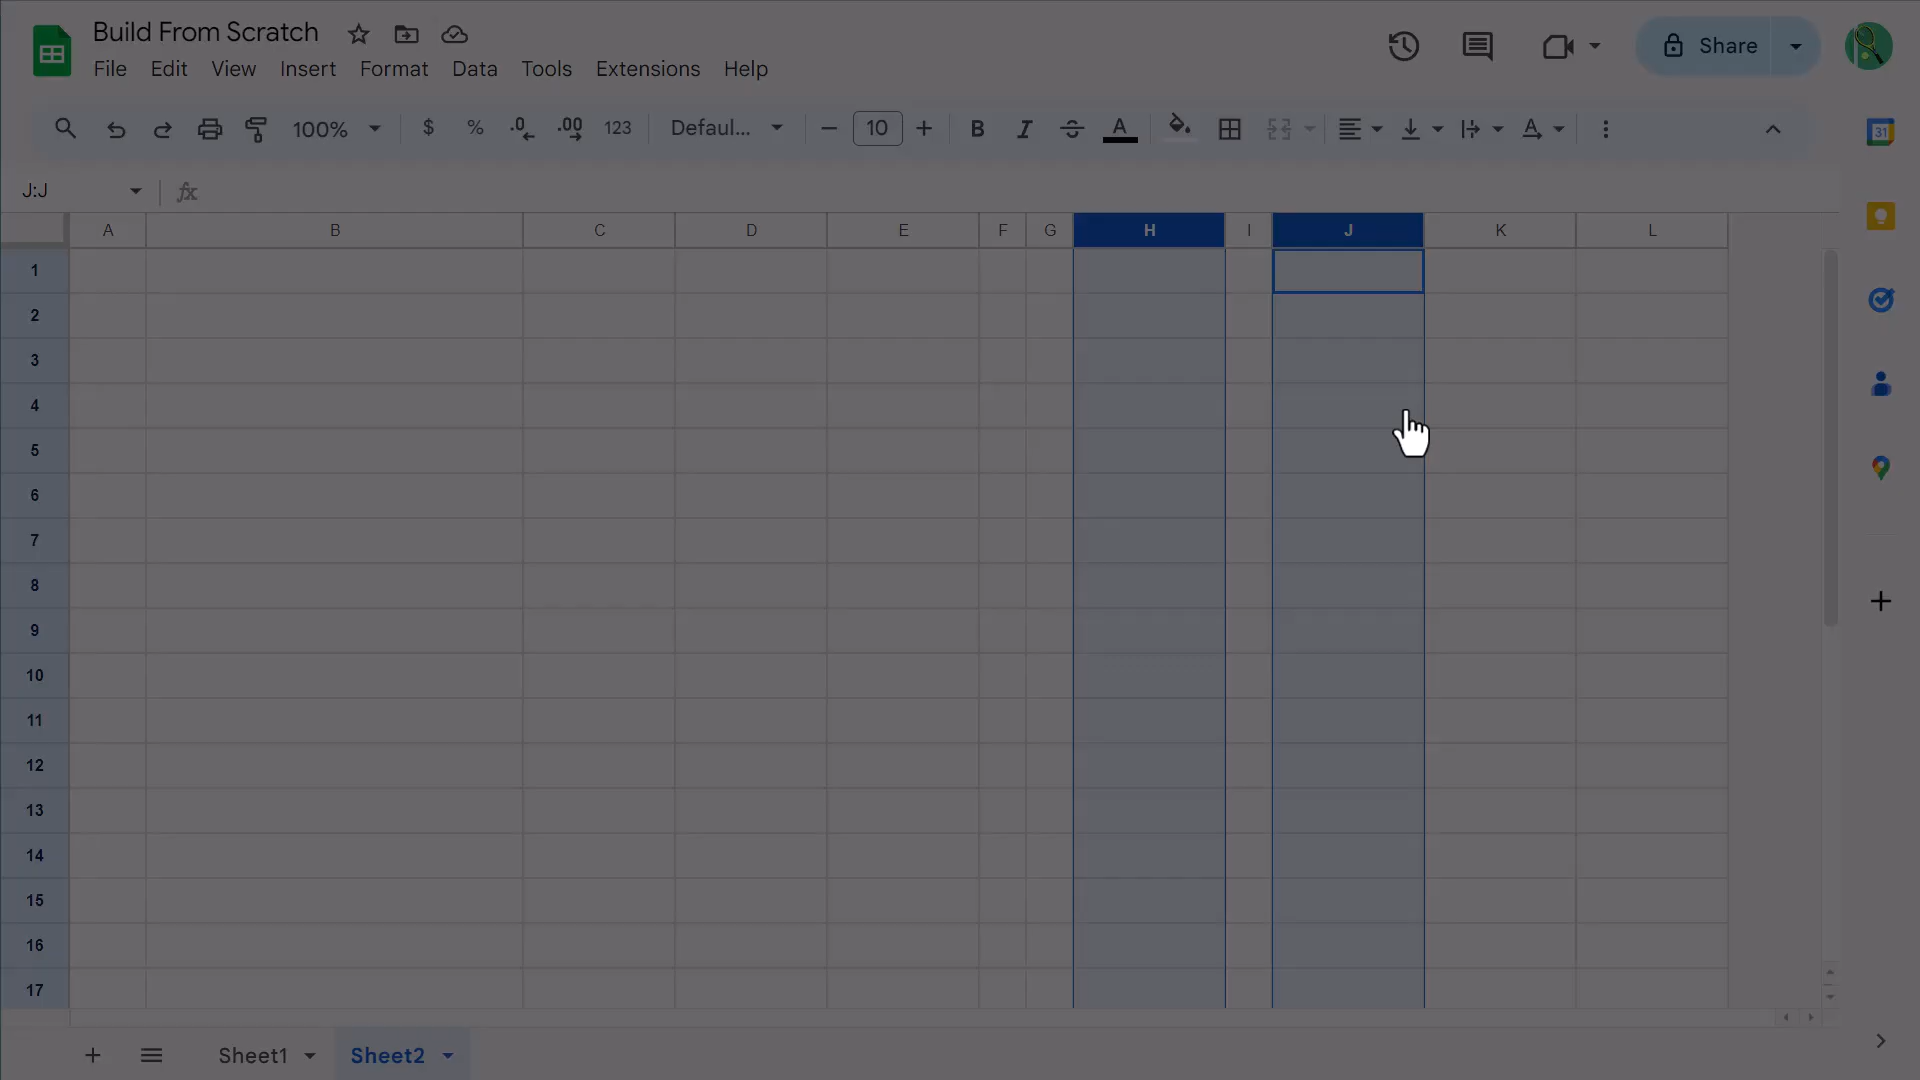 Build From Scratch
File Edit View Insert Format Data Tools Extensions Help
Share
100% $ % .0 .00 123 Defaul... 10 B I A A
31
J:J fx
A B C D E F G H I J K L
1
2
3
4
5
6
7
8
9
10
11
12
13
14
15
16
17
Sheet1 Sheet2